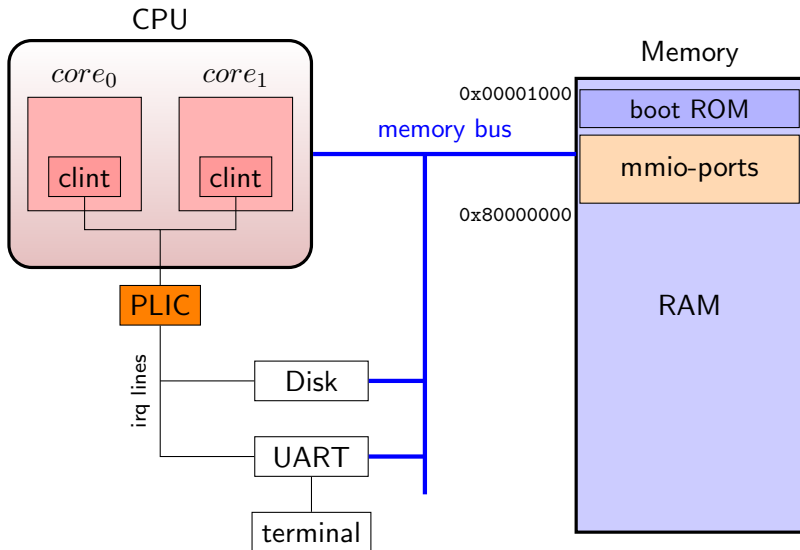 CPU
core₀
core₁
clint
clint
PLIC
irq lines
Disk
UART
terminal
memory bus
Memory
0x00001000
boot ROM
mmio-ports
0x80000000
RAM